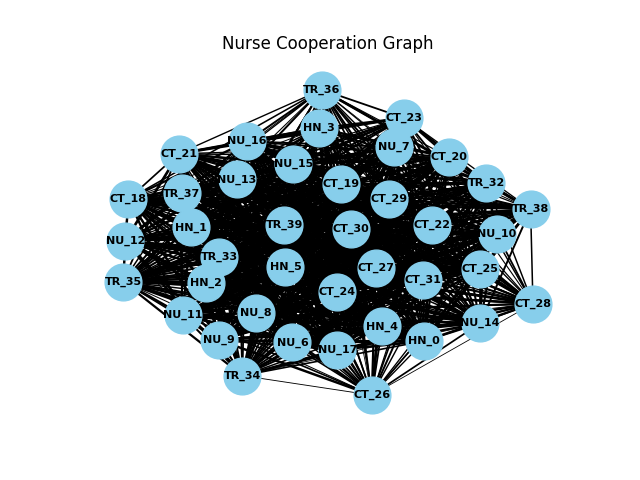 Nurse Cooperation Graph
TR_36
CT_23
HN_3
NU_16
NU_7
CT_21
CT_20
NU_15
NU_13
CT_19
TR_32
TR_37
CT_18
CT_29
TR_38
HN_1
TR_39
CT_30
CT_22
NU_10
NU_12
TR_33
HN_5
CT_27
CT_25
TR_35
HN_2
CT_31
CT_24
CT_28
NU_11
NU_8
NU_14
HN_4
NU_9
NU_6
HN_0
NU_17
TR_34
CT_26